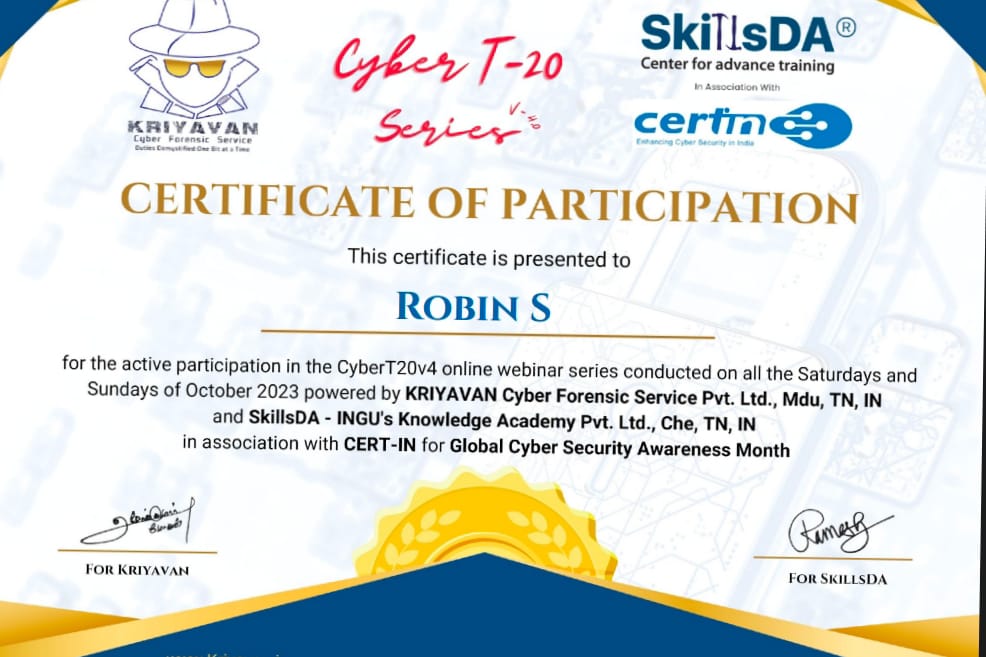 KRIYAVAN
Cyber Forensic Service
Duties Demystified One Bit at a Time
Cyber T-20
Series V-4.0
SkillsDA®
Center for advance training
In Association With
certin
Enhancing Cyber Security in India
CERTIFICATE OF PARTICIPATION
This certificate is presented to
ROBIN S
for the active participation in the CyberT20v4 online webinar series conducted on all the Saturdays and
Sundays of October 2023 powered by KRIYAVAN Cyber Forensic Service Pvt. Ltd., Mdu, TN, IN
and SkillsDA - INGU's Knowledge Academy Pvt. Ltd., Che, TN, IN
in association with CERT-IN for Global Cyber Security Awareness Month
Ramesh
FOR KRIYAVAN
FOR SKILLSDA